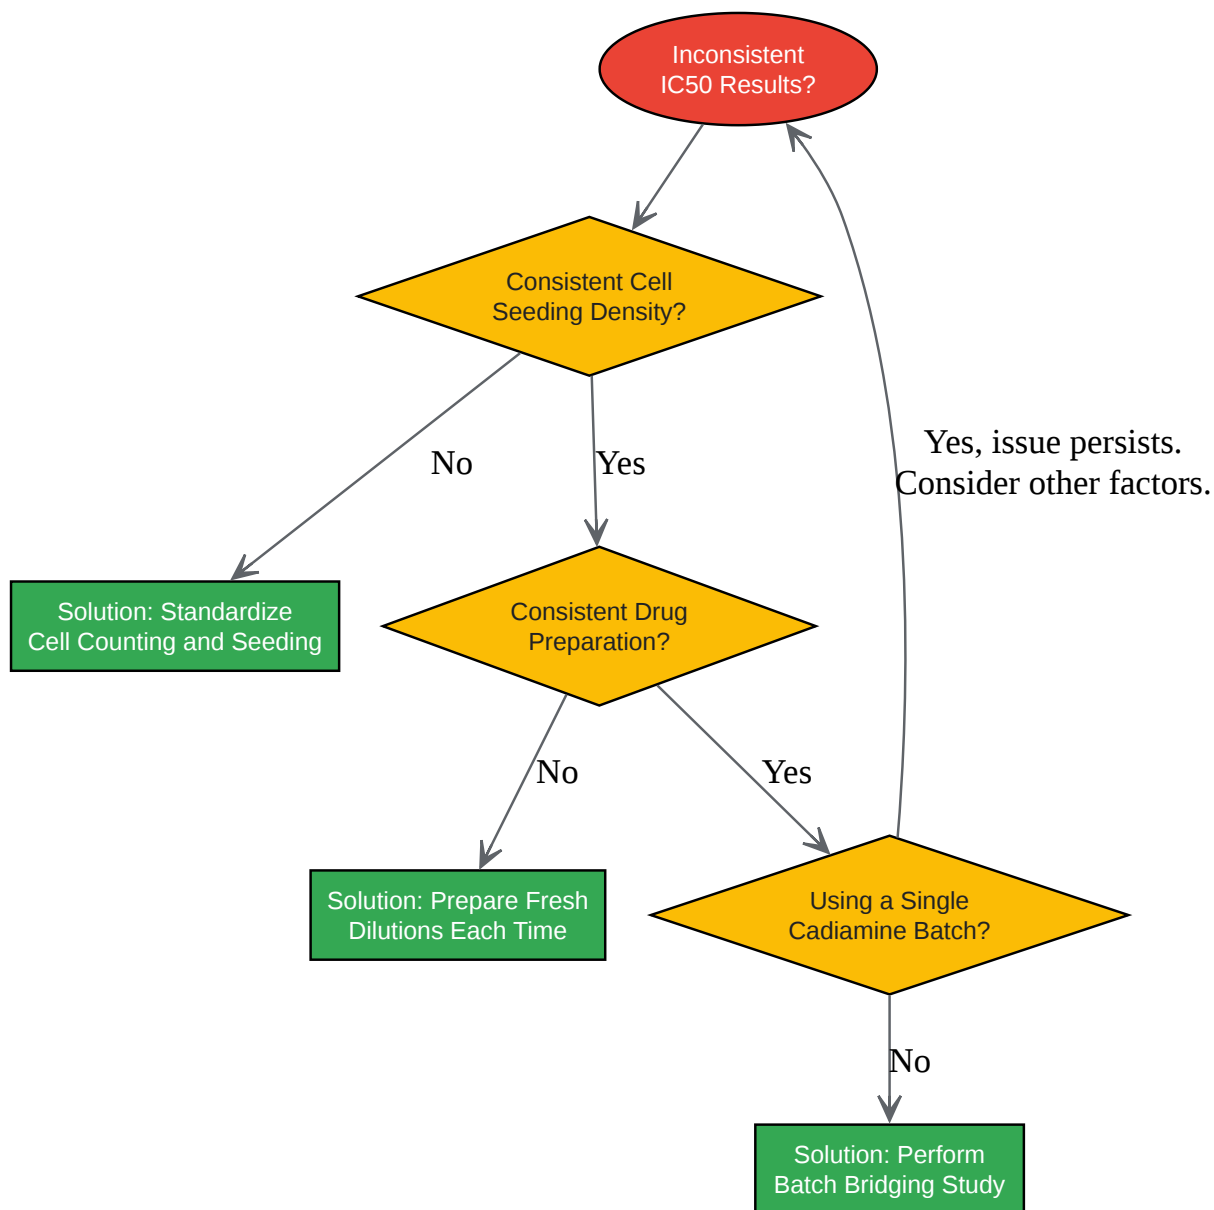 Inconsistent
IC50 Results?
Consistent Cell
Seeding Density?
Yes, issue persists.
Consider other factors.
No
Yes
Solution: Standardize
Cell Counting and Seeding
Consistent Drug
Preparation?
No
Yes
Solution: Prepare Fresh
Dilutions Each Time
Using a Single
Cadiamine Batch?
No
Solution: Perform
Batch Bridging Study